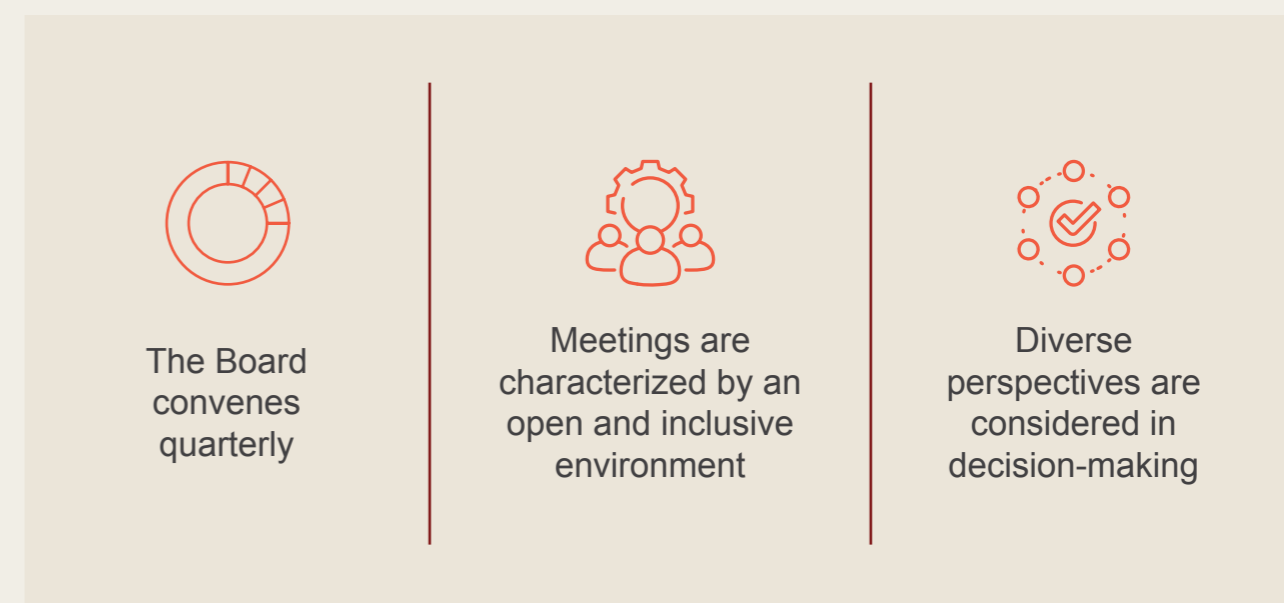 The Board
convenes
quarterly
Meetings are
characterized by an
open and inclusive
environment
Diverse
perspectives are
considered in
decision-making